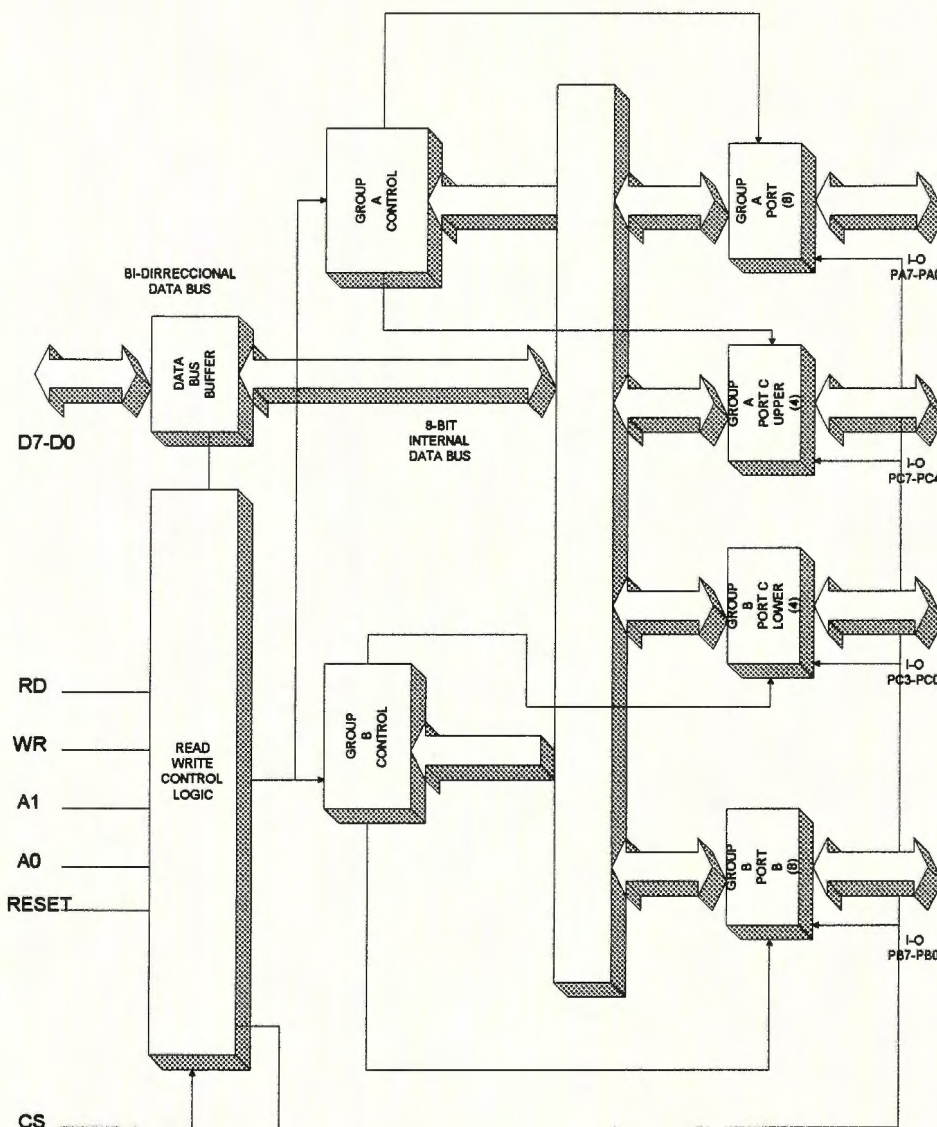 GROUP
A
CONTROL
GROUP
A
PORT
(8)
I-O
PA7-PA0
BI-DIRRECCIONAL
DATA BUS
DATA
BUS
BUFFER
D7-D0
8-BIT
INTERNAL
DATA BUS
GROUP
A
PORT C
UPPER
(4)
I-O
PC7-PC4
GROUP
B
PORT C
LOWER
(4)
I-O
PC3-PC0
RD
WR
A1
A0
RESET
READ
WRITE
CONTROL
LOGIC
GROUP
B
CONTROL
GROUP
B
PORT
B
(8)
I-O
PB7-PB0
CS